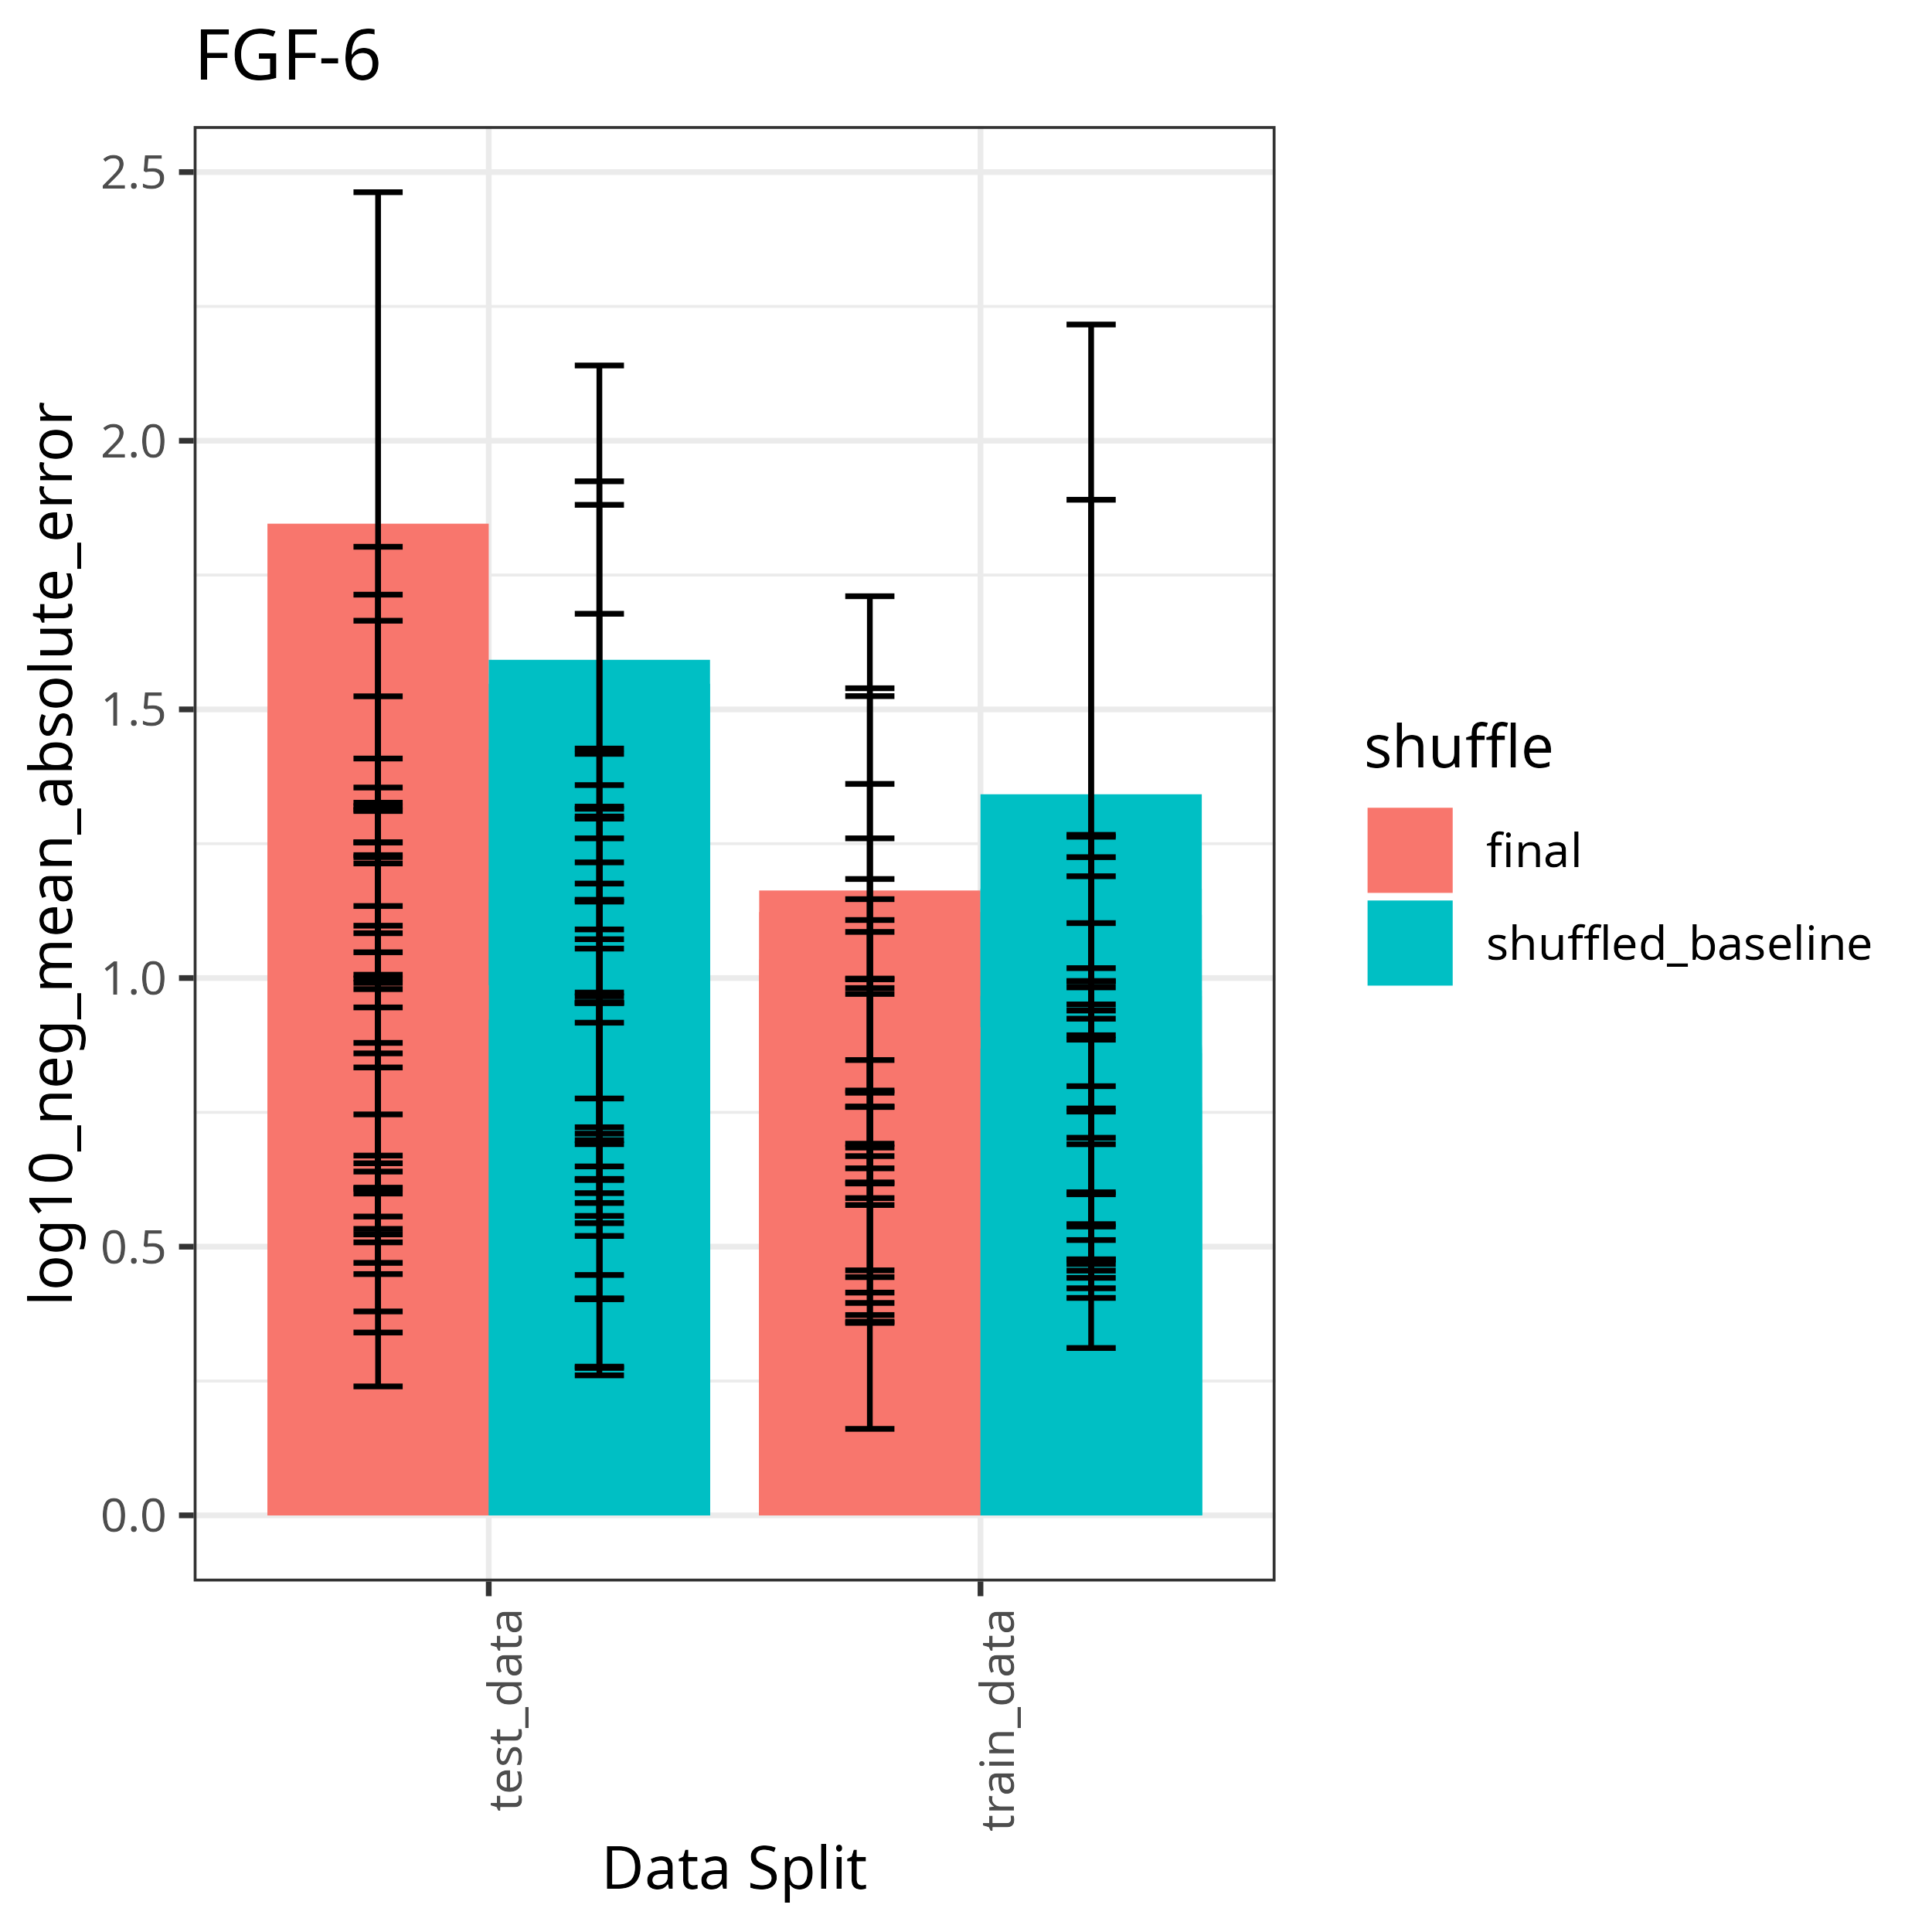 FGF-6
log10_neg_mean_absolute_error
2.5
2.0
1.5
1.0
0.5
0.0
test_data
train_data
Data Split
shuffle
final
shuffled_baseline